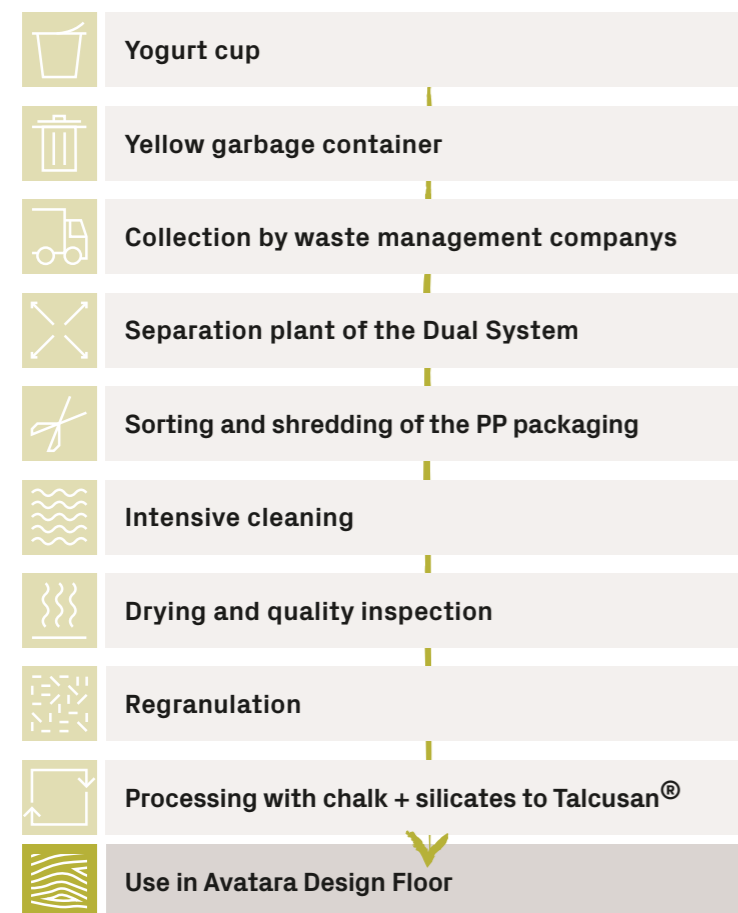 Yogurt cup
Yellow garbage container
Collection by waste management companys
Separation plant of the Dual System
Sorting and shredding of the PP packaging
Intensive cleaning
Drying and quality inspection
Regranulation
Processing with chalk + silicates to Talcusan®
Use in Avatara Design Floor